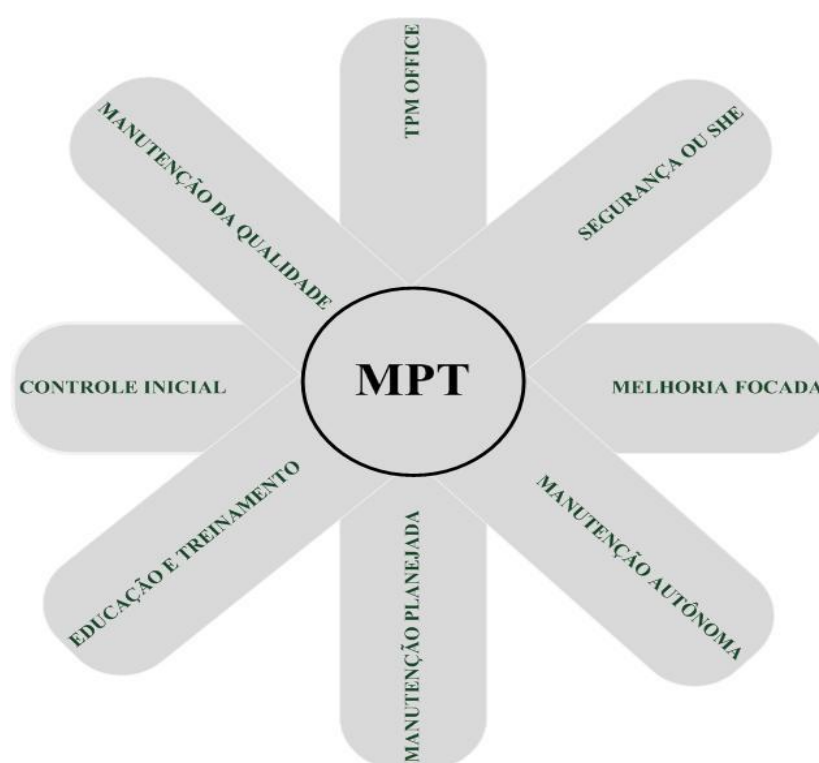 TPM OFFICE
SEGURANÇA OU SHE
MELHORIA FOCADA
MANUTENÇÃO AUTÔNOMA
MANUTENÇÃO PLANEJADA
EDUCAÇÃO E TREINAMENTO
CONTROLE INICIAL
MANUTENÇÃO DA QUALIDADE
MPT